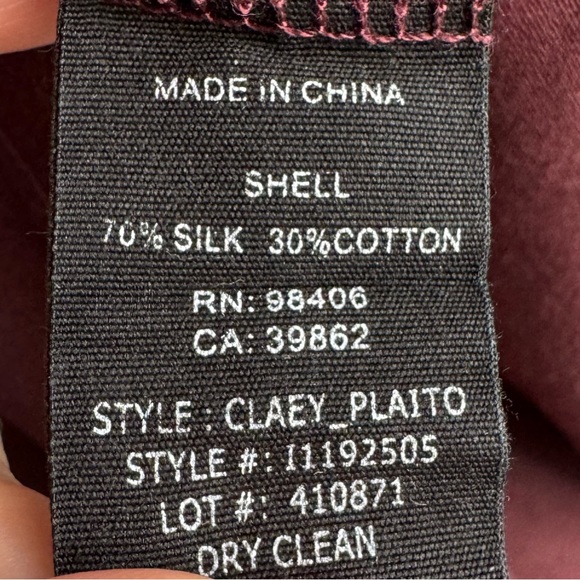 MADE IN CHINA
SHELL
70% SILK 30%COTTON
RN: 98406
CA: 39862
STYLE : CLAEY_PLAITO
STYLE #: I1192505
LOT #: 410871
DRY CLEAN